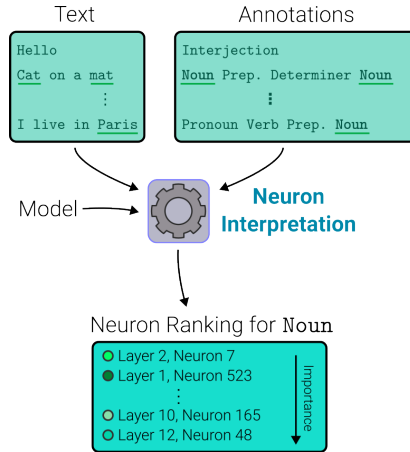 Text
Hello
Cat on a mat
⋮
I live in Paris
Annotations
Interjection
Noun Prep. Determiner Noun
⋮
Pronoun Verb Prep. Noun
Model
Neuron
Interpretation
Neuron Ranking for Noun
Layer 2, Neuron 7
Layer 1, Neuron 523
⋮
Layer 10, Neuron 165
Layer 12, Neuron 48
Importance